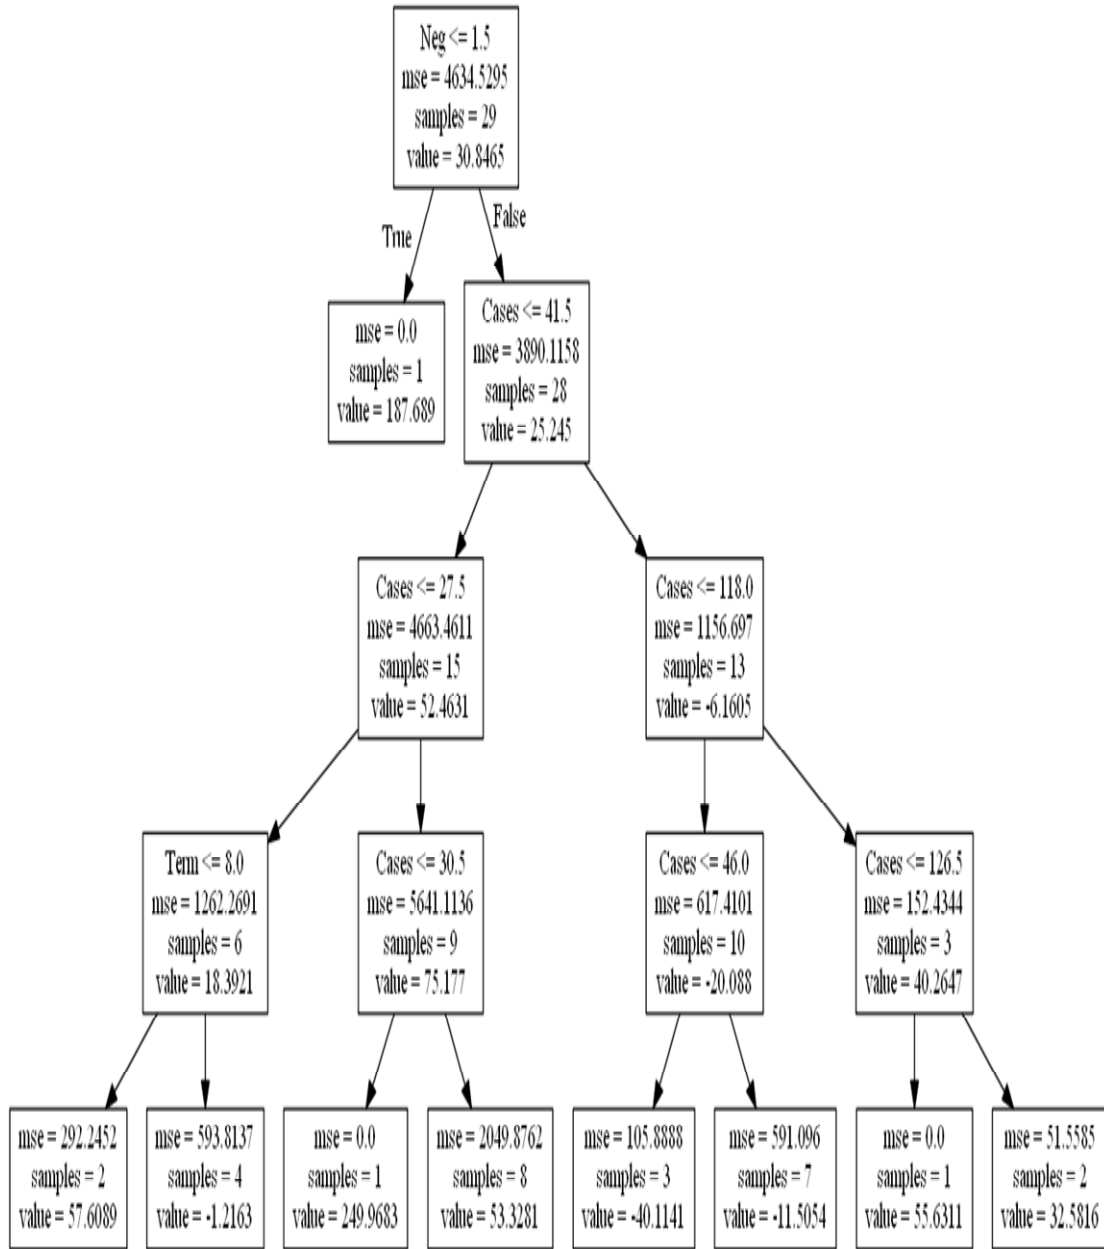 Neg <= 1.5
mse = 4634.5295
samples = 29
value = 30.8465
True
False
mse = 0.0
samples = 1
value = 187.689
Cases <= 41.5
mse = 3890.1158
samples = 28
value = 25.245
Cases <= 27.5
mse = 4663.4611
samples = 15
value = 52.4631
Cases <= 118.0
mse = 1156.697
samples = 13
value = -6.1605
Term <= 8.0
mse = 1262.2691
samples = 6
value = 18.3921
Cases <= 30.5
mse = 5641.1136
samples = 9
value = 75.177
Cases <= 46.0
mse = 617.4101
samples = 10
value = -20.088
Cases <= 126.5
mse = 152.4344
samples = 3
value = 40.2647
mse = 292.2452
samples = 2
value = 57.6089
mse = 593.8137
samples = 4
value = -1.2163
mse = 0.0
samples = 1
value = 249.9683
mse = 2049.8762
samples = 8
value = 53.3281
mse = 105.8888
samples = 3
value = -40.1141
mse = 591.096
samples = 7
value = -11.5054
mse = 0.0
samples = 1
value = 55.6311
mse = 51.5585
samples = 2
value = 32.5816